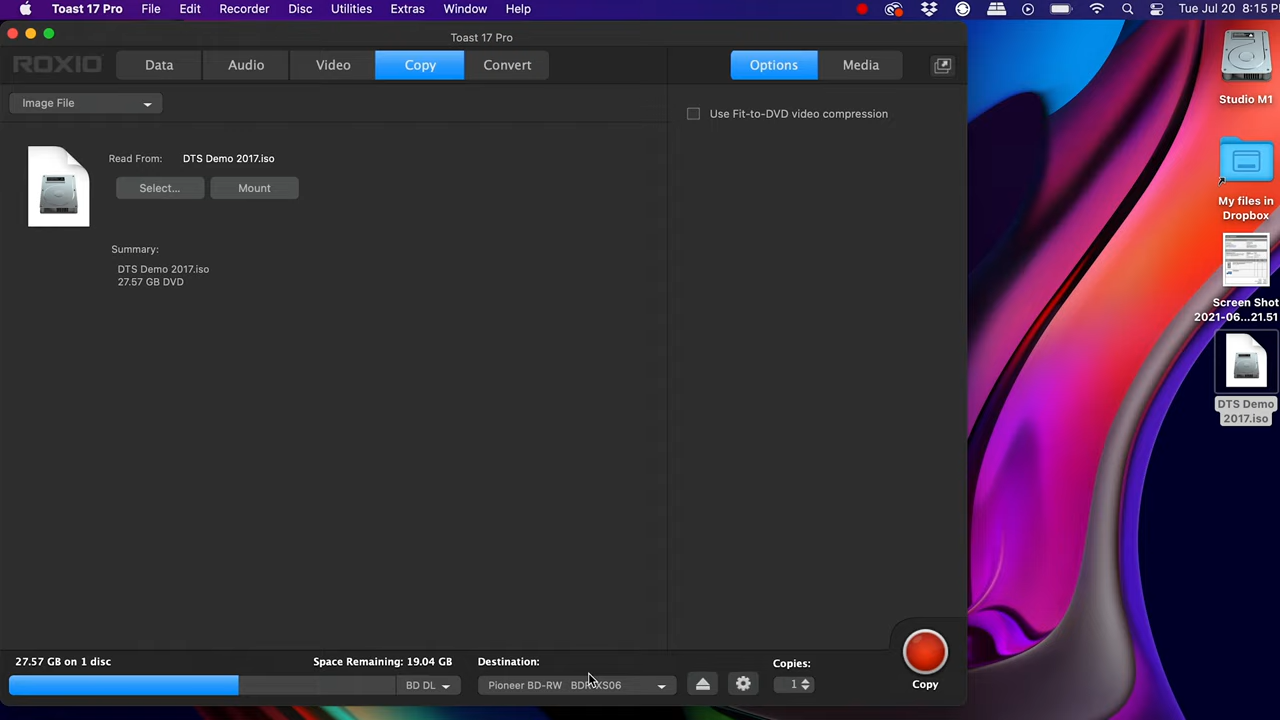 Toast 17 Pro File Edit Recorder Disc Utilities Extras Window Help Tue Jul 20 8:15 P
Toast 17 Pro
ROXIO Data Audio Video Copy Convert Options Media
Image File
Use Fit-to-DVD video compression
Read From: DTS Demo 2017.iso
Select... Mount
Summary:
DTS Demo 2017.iso
27.57 GB DVD
Studio M1
My files in
Dropbox
Screen Shot
2021-06...21.51
DTS Demo
2017.iso
27.57 GB on 1 disc Space Remaining: 19.04 GB Destination: Copies:
BD DL Pioneer BD-RW 1 Copy